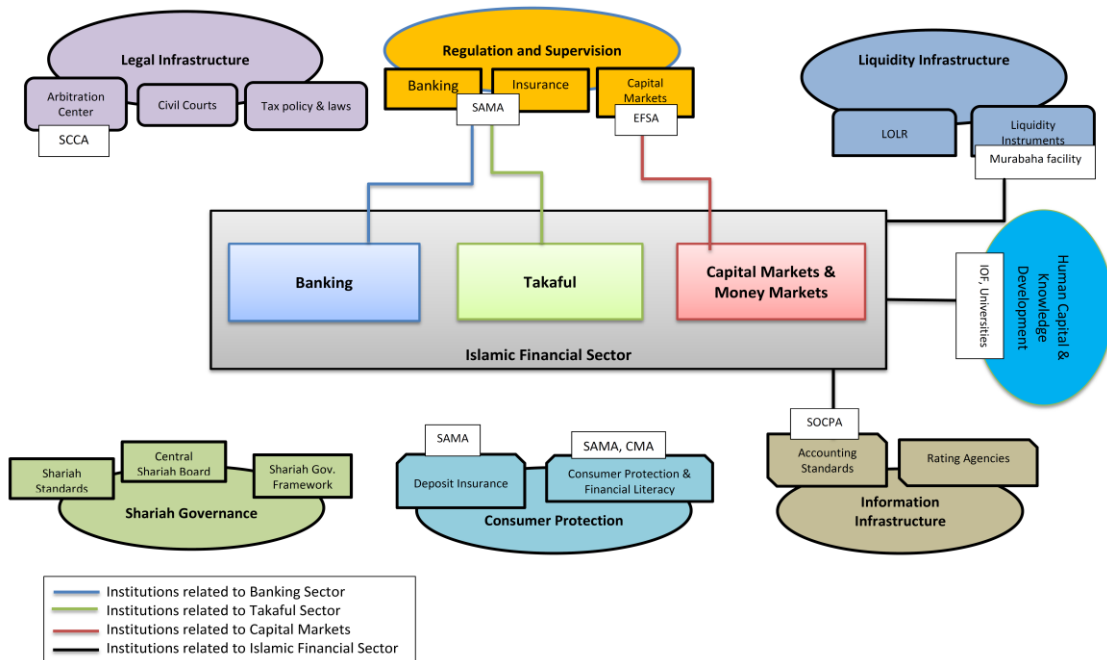 Legal Infrastructure
Arbitration
Center
Civil Courts
Tax policy & laws
SCCA
Regulation and Supervision
Banking
Insurance
Capital
Markets
SAMA
EFSA
Liquidity Infrastructure
LOLR
Liquidity
Instruments
Murabaha facility
Banking
Takaful
Capital Markets &
Money Markets
Islamic Financial Sector
Human Capital &
Knowledge
Development
IOF, Universities
Shariah
Standards
Central
Shariah Board
Shariah Gov.
Framework
Shariah Governance
SAMA
SAMA, CMA
Deposit Insurance
Consumer Protection &
Financial Literacy
Consumer Protection
SOCPA
Accounting
Standards
Rating Agencies
Information
Infrastructure
Institutions related to Banking Sector
Institutions related to Takaful Sector
Institutions related to Capital Markets
Institutions related to Islamic Financial Sector